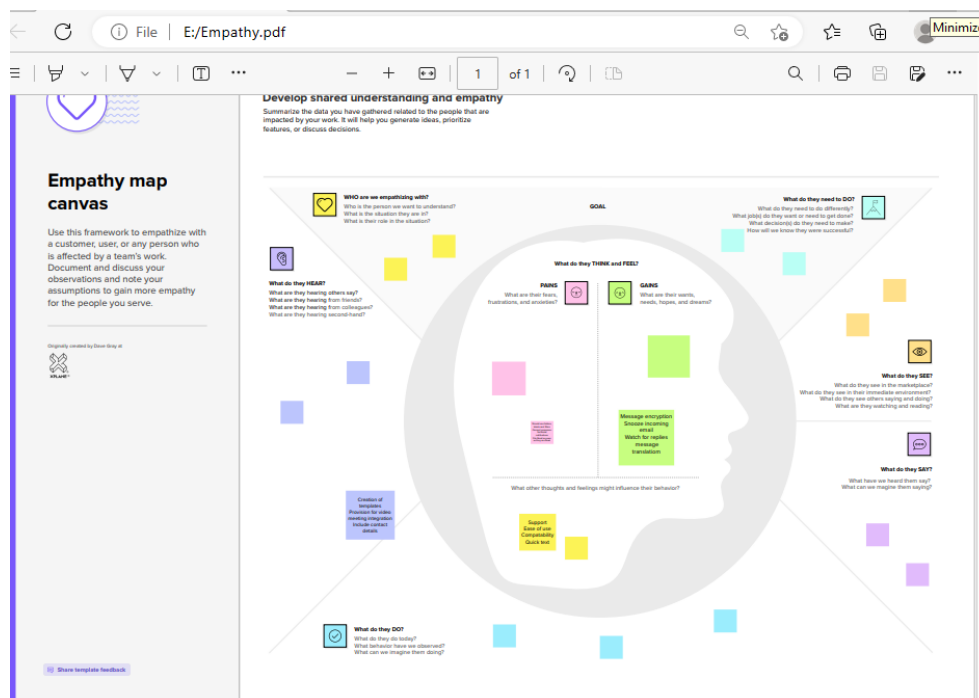 File
E:/Empathy.pdf
Minimize
1
of 1
Develop shared understanding and empathy
Summarize the data you have gathered related to the people that are
impacted by your work. It will help you generate ideas, prioritize
features, or discuss decisions.
Empathy map
canvas
Use this framework to empathize with
a customer, user, or any person who
is affected by a team's work.
Document and discuss your
observations and note your
assumptions to gain more empathy
for the people you serve.
Originally created by Dave Gray at
XPLANE
Share template feedback
WHO are we empathizing with?
Who is the person we want to understand?
What is the situation they are in?
What is their role in the situation?
GOAL
What do they need to DO?
What do they need to do differently?
What job(s) do they want or need to get done?
What decision(s) do they need to make?
How will we know they were successful?
What do they HEAR?
What are they hearing others say?
What are they hearing from friends?
What are they hearing from colleagues?
What are they hearing second-hand?
What do they THINK and FEEL?
PAINS
What are their fears,
frustrations, and anxieties?
GAINS
What are their wants,
needs, hopes, and dreams?
What do they SEE?
What do they see in the marketplace?
What do they see in their immediate environment?
What do they see others saying and doing?
What are they watching and reading?
Message encryption
Snooze incoming
email
Watch for replies
message
translatiom
What do they SAY?
What have we heard them say?
What can we magine them saying?
What other thoughts and feelings might influence their behavior?
Creation of
templates
Provision for video
meeting integration
Include contact
details
Support
Ease of use
Compatability
Quick text
What do they DO?
What do they do today?
What behavior have we observed?
What can we imagine them doing?